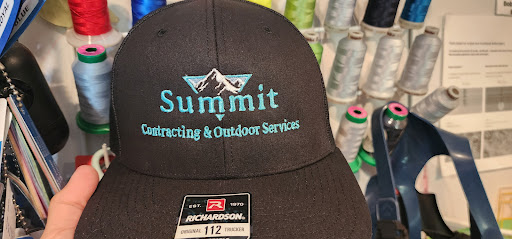 Summit
Contracting & Outdoor Services
EST. 1970
RICHARDSON
ORIGINAL 112 TRUCKER